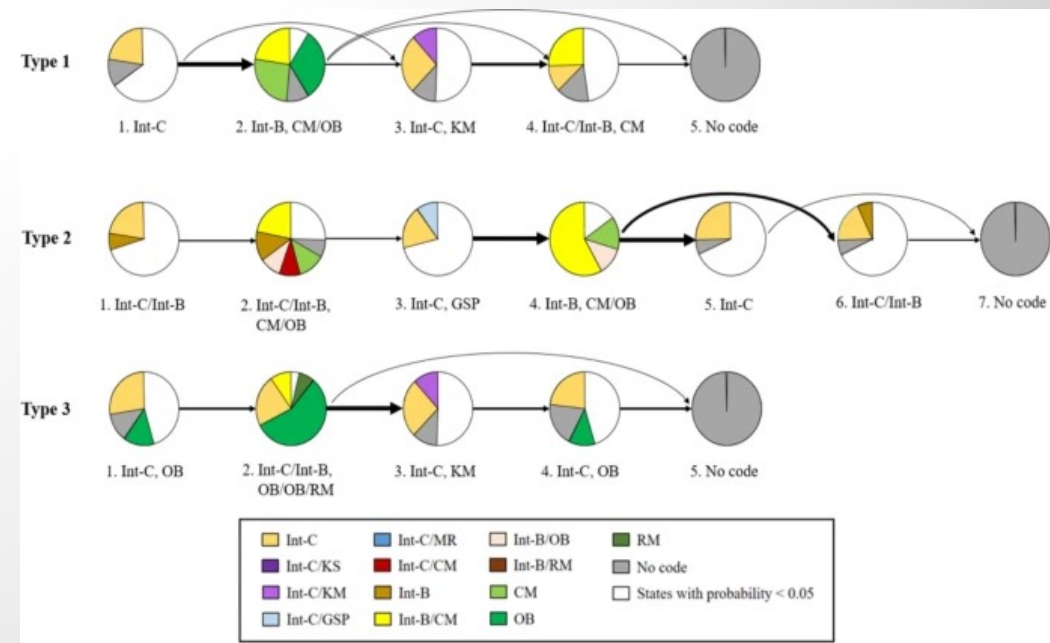 Type 1
1. Int-C
2. Int-B, CM/OB
3. Int-C, KM
4. Int-C/Int-B, CM
5. No code
Type 2
1. Int-C/Int-B
2. Int-C/Int-B,
CM/OB
3. Int-C, GSP
4. Int-B, CM/OB
5. Int-C
6. Int-C/Int-B
7. No code
Type 3
1. Int-C, OB
2. Int-C/Int-B,
OB/OB/RM
3. Int-C, KM
4. Int-C, OB
5. No code
Int-C
Int-C/KS
Int-C/KM
Int-C/GSP
Int-C/MR
Int-C/CM
Int-B
Int-B/CM
Int-B/OB
Int-B/RM
CM
OB
RM
No code
States with probability < 0.05